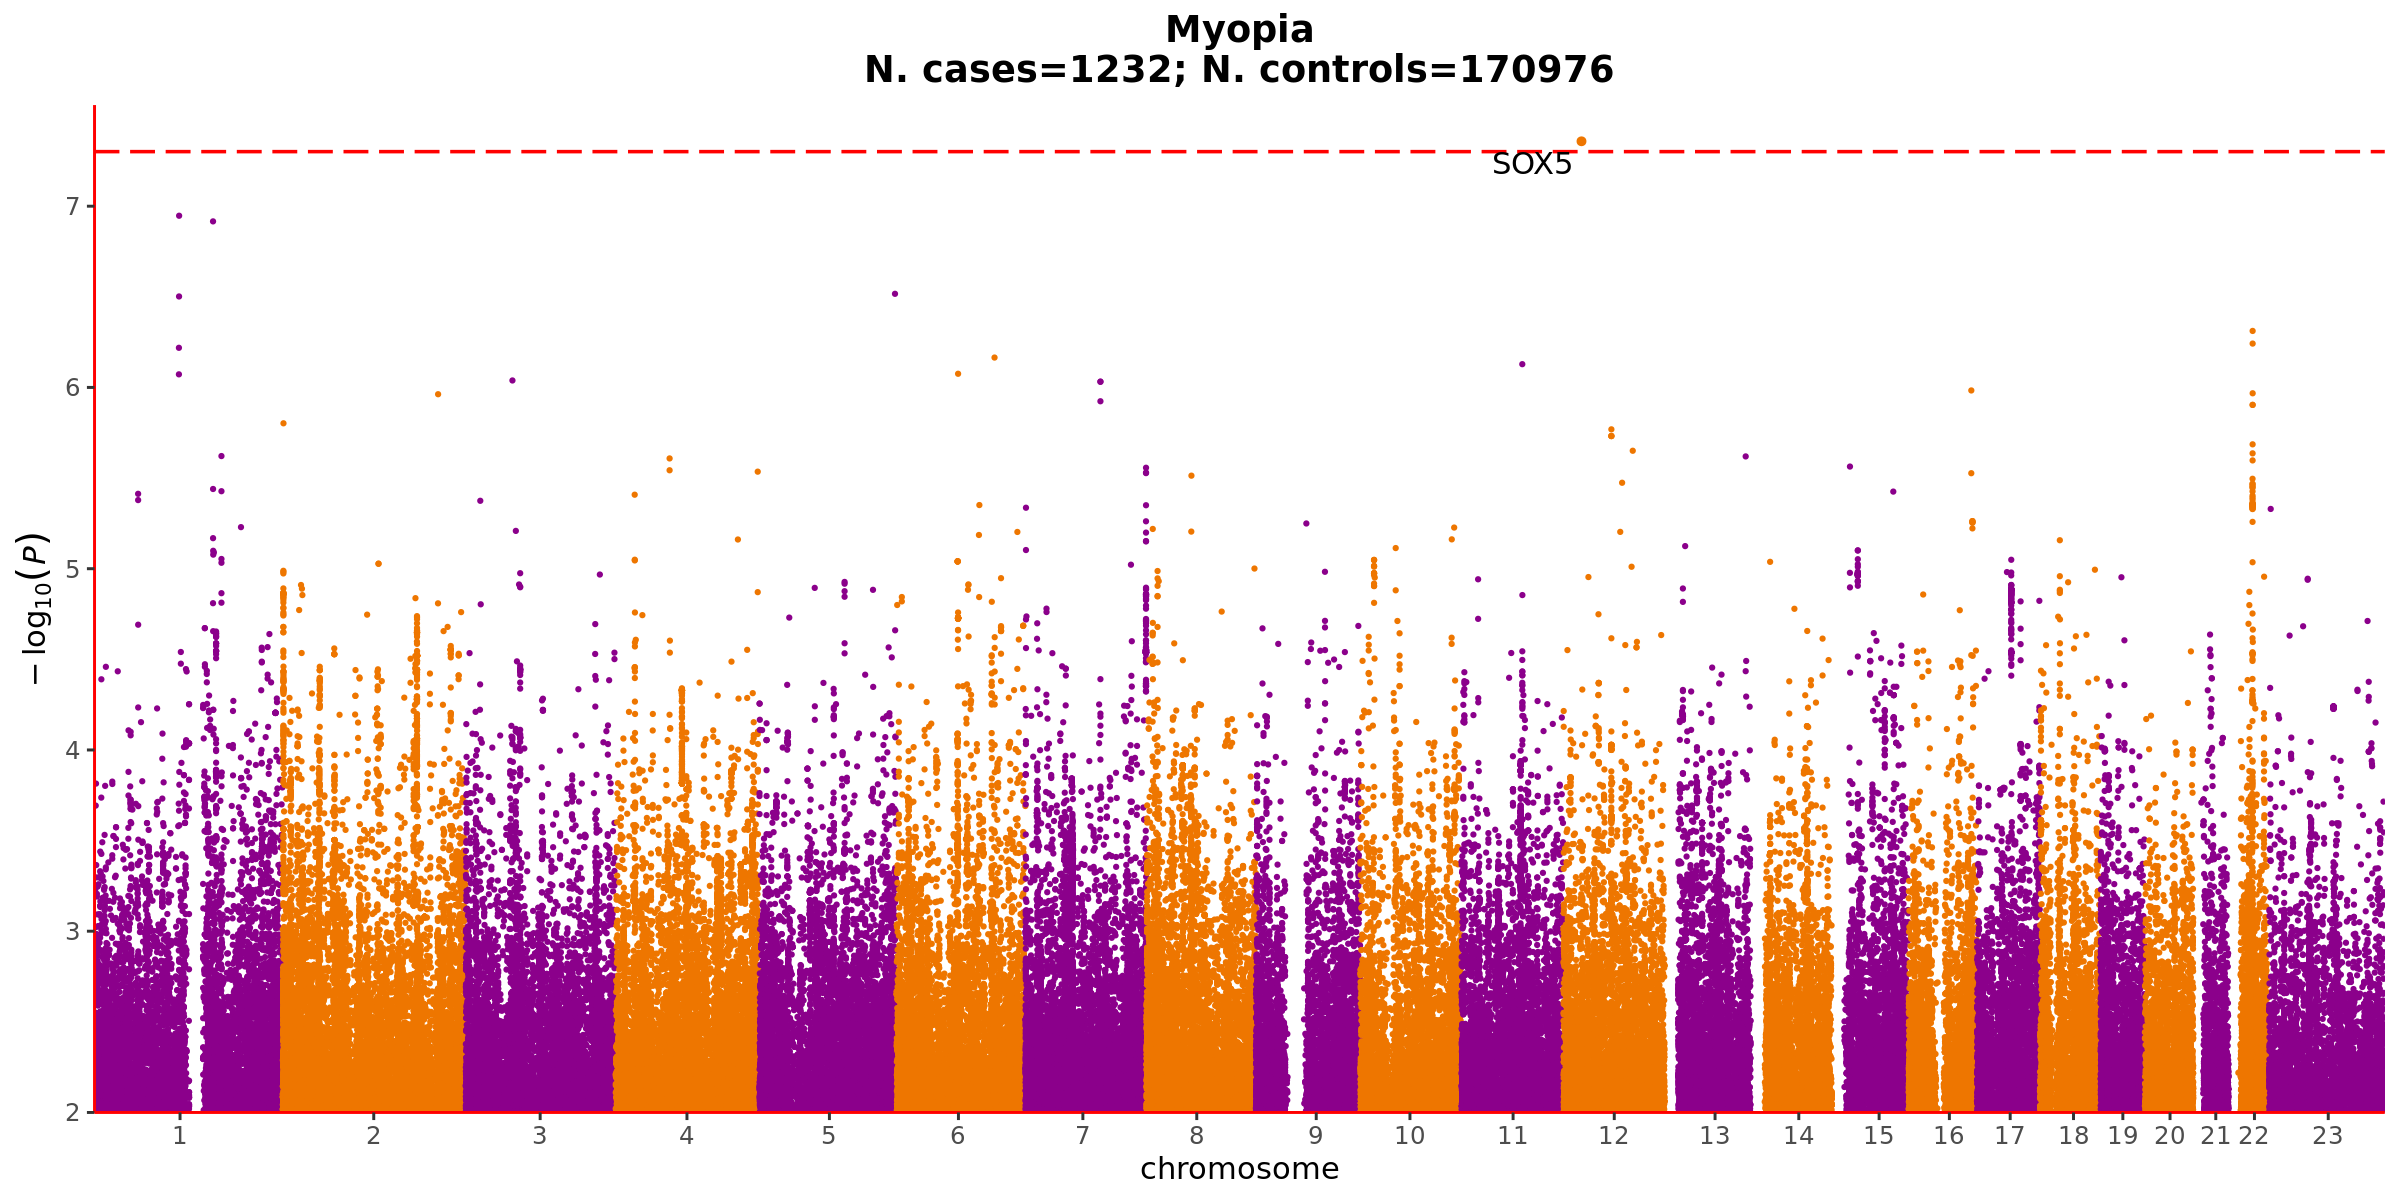 Myopia
N. cases=1232; N. controls=170976
SOX5
7
6
5
4
3
2
− log10(P)
1 2 3 4 5 6 7 8 9 10 11 12 13 14 15 16 17 18 19 20 21 22 23
chromosome